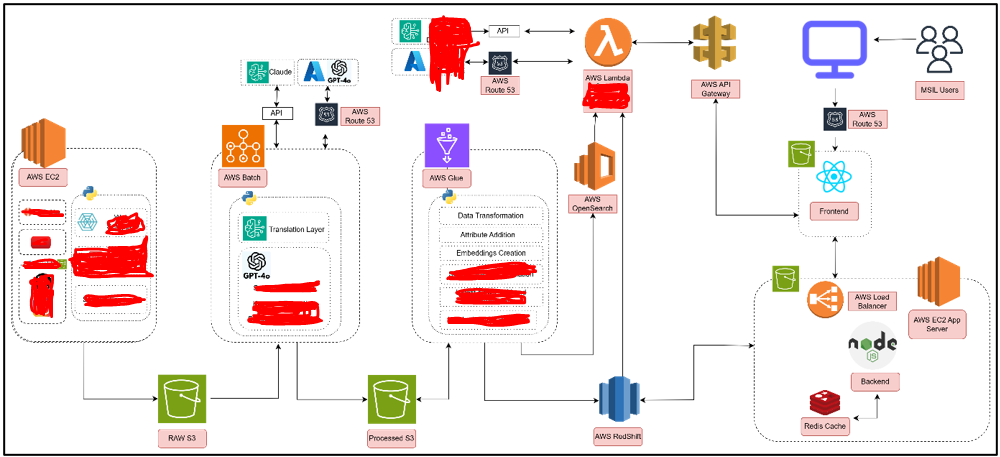 API
AWS
Route 53
AWS Lambda
AWS API
Gateway
MSIL Users
AWS
Route 53
Claude
GPT-4o
API
AWS
Route 53
AWS EC2
AWS Batch
AWS Glue
AWS
OpenSearch
Frontend
Translation Layer
GPT-4o
Data Transformation
Attribute Addition
Embeddings Creation
AWS Load
Balancer
AWS EC2 App
Server
node
JS
Backend
Redis Cache
RAW S3
Processed S3
AWS RedShift